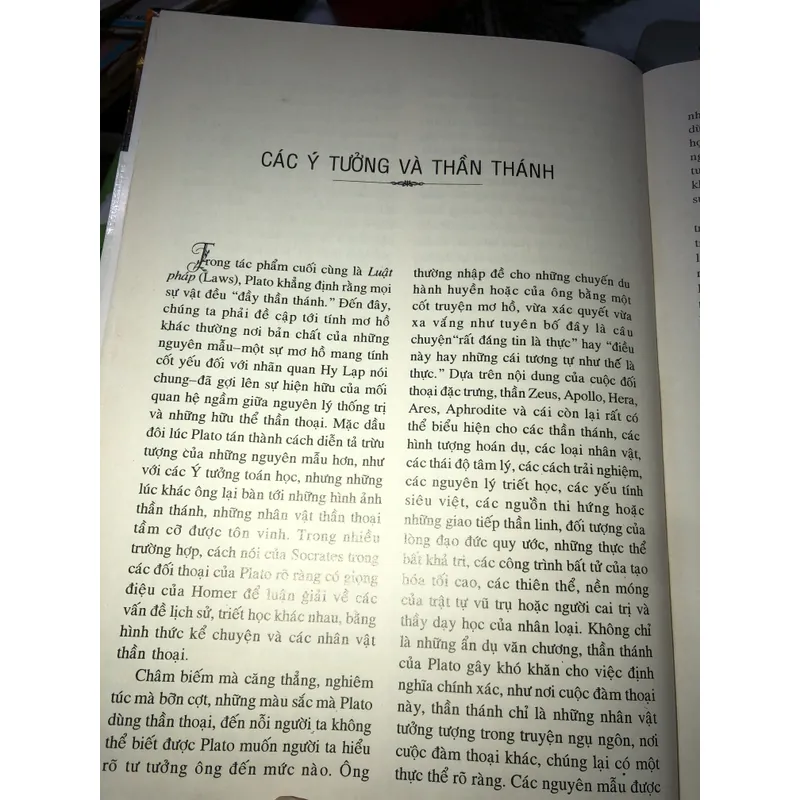 CÁC Ý TƯỞNG VÀ THẦN THÁNH
Trong tác phẩm cuối cùng là Luật
pháp (Laws), Plato khẳng định rằng mọi
sự vật đều “đầy thần thánh.” Đến đây,
chúng ta phải đề cập tới tính mơ hồ
khác thường nơi bản chất của những
nguyên mẫu–một sự mơ hồ mang tính
cốt yếu đối với nhãn quan Hy Lạp nói
chung–đã gợi lên sự hiện hữu của mối
quan hệ ngầm giữa nguyên lý thống trị
và những hữu thể thần thoại. Mặc dầu
đôi lúc Plato tán thành cách diễn tả trừu
tượng của những nguyên mẫu hơn, như
với các Ý tưởng toán học, nhưng những
lúc khác ông lại bàn tới những hình ảnh
thần thánh, những nhân vật thần thoại
tầm cỡ được tôn vinh. Trong nhiều
trường hợp, cách nói của Socrates trong
các đối thoại của Plato rõ ràng có giọng
điệu của Homer để luận giải về các
vấn đề lịch sử, triết học khác nhau, bằng
hình thức kể chuyện và các nhân vật
thần thoại.
Châm biếm mà căng thẳng, nghiêm
túc mà bỡn cợt, những màu sắc mà Plato
dùng thần thoại, đến nỗi người ta không
thể biết được Plato muốn người ta hiểu
rõ tư tưởng ông đến mức nào. Ông
thường nhập đề cho những chuyến du
hành huyền hoặc của ông bằng một
cốt truyện mơ hồ, vừa xác quyết vừa
xa vắng như tuyên bố đây là câu
chuyện “rất đáng tin là thực” hay “điều
này hay những cái tương tự như thế là
thực.” Dựa trên nội dung của cuộc đối
thoại đặc trưng, thần Zeus, Apollo, Hera,
Ares, Aphrodite và cái còn lại rất có
thể biểu hiện cho các thần thánh, các
hình tượng hoán dụ, các loại nhân vật,
các thái độ tâm lý, các cách trải nghiệm,
các nguyên lý triết học, các yếu tính
siêu việt, các nguồn thi hứng hoặc
những giao tiếp thần linh, đối tượng của
lòng đạo đức quy ước, những thực thể
bất khả tri, các công trình bất tử của tạo
hóa tối cao, các thiên thể, nền móng
của trật tự vũ trụ hoặc người cai trị và
thầy dạy học của nhân loại. Không chỉ
là những ẩn dụ văn chương, thần thánh
của Plato gây khó khăn cho việc định
nghĩa chính xác, như nơi cuộc đàm thoại
này, thần thánh chỉ là những nhân vật
tưởng tượng trong truyện ngụ ngôn, nơi
cuộc đàm thoại khác, chúng lại có một
thực thể rõ ràng. Các nguyên mẫu được